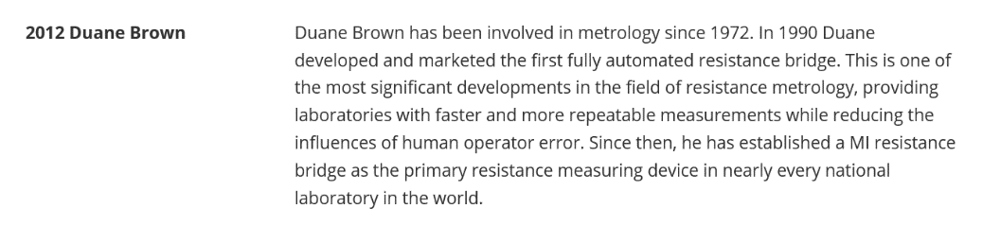 2012 Duane Brown
Duane Brown has been involved in metrology since 1972. In 1990 Duane
developed and marketed the first fully automated resistance bridge. This is one of
the most significant developments in the field of resistance metrology, providing
laboratories with faster and more repeatable measurements while reducing the
influences of human operator error. Since then, he has established a MI resistance
bridge as the primary resistance measuring device in nearly every national
laboratory in the world.